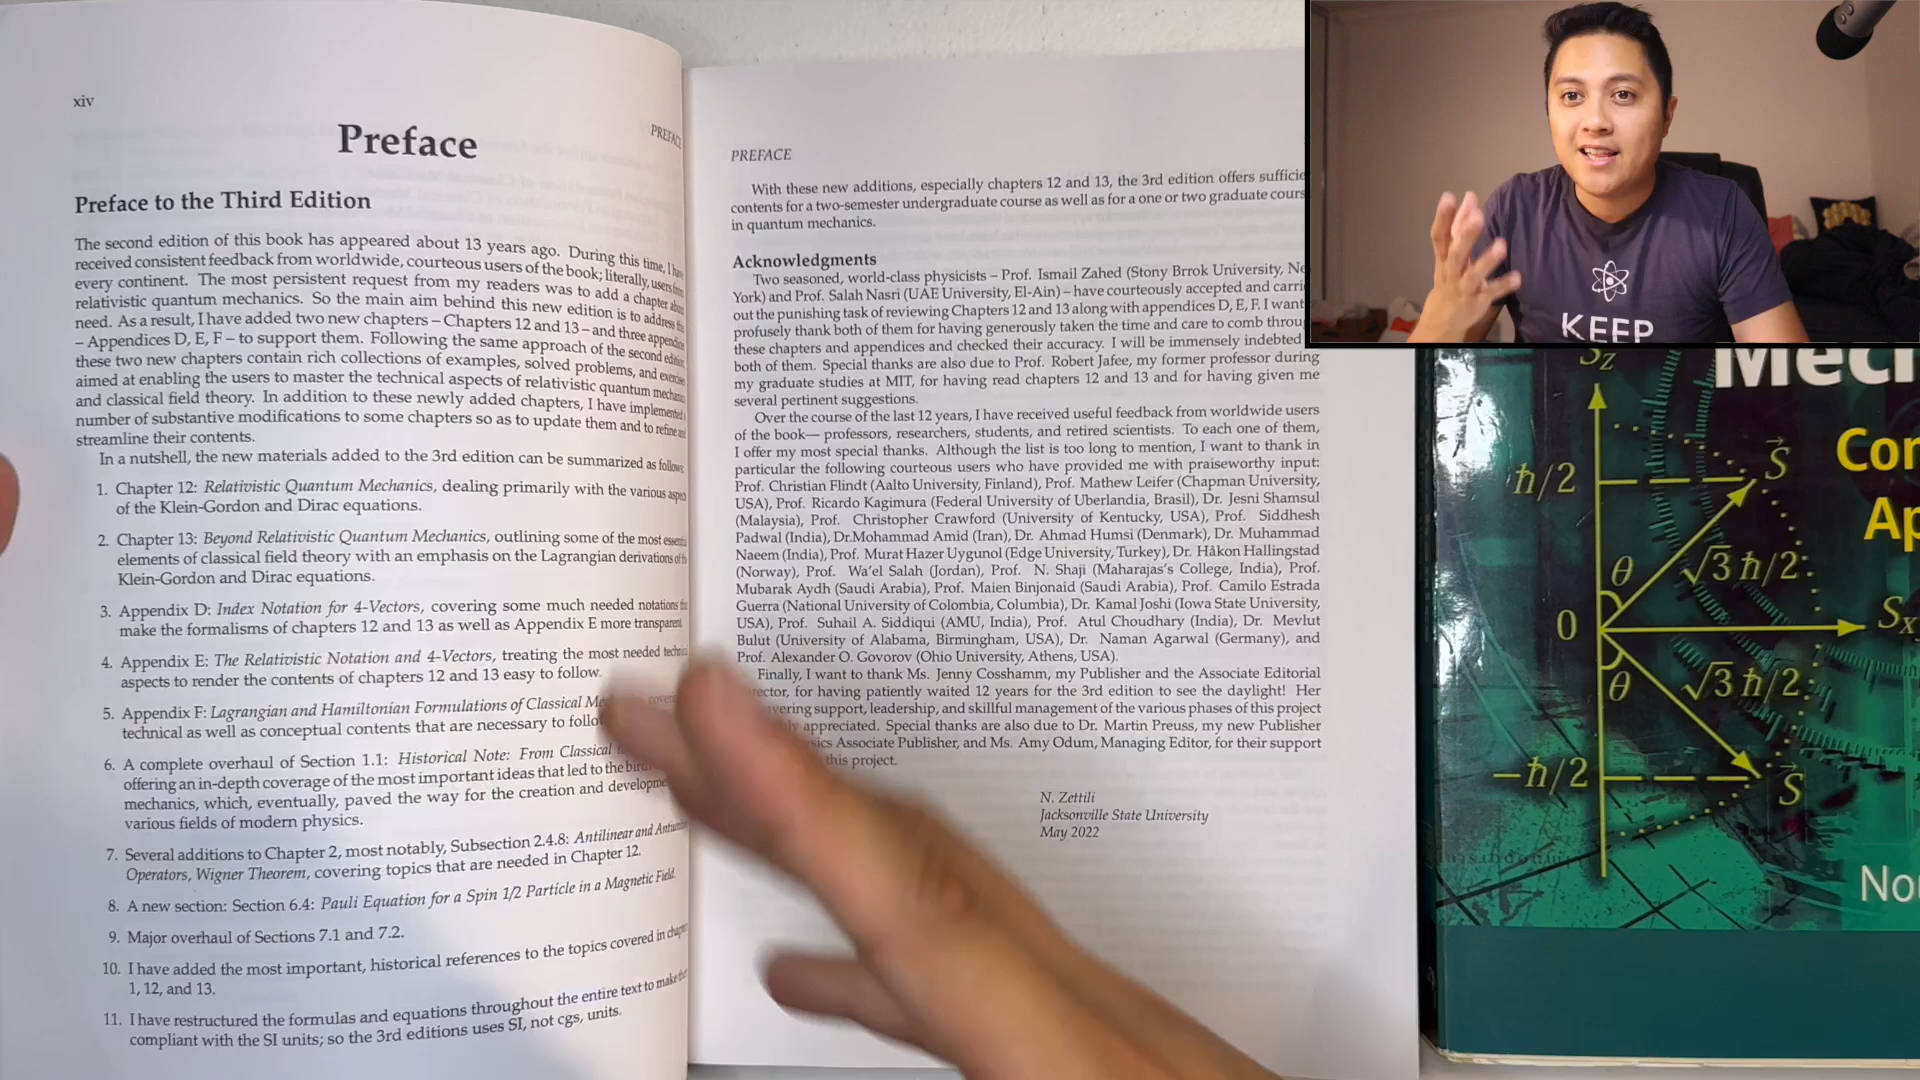 xiv
PREFACE
Preface
Preface to the Third Edition
The second edition of this book has appeared about 13 years ago. During this time, I have
received consistent feedback from worldwide, courteous users of the book; literally, users from
every continent. The most persistent request from my readers was to add a chapter about
relativistic quantum mechanics. So the main aim behind this new edition is to address this
need. As a result, I have added two new chapters – Chapters 12 and 13 – and three appendices
– Appendices D, E, F – to support them. Following the same approach of the second edition,
these two new chapters contain rich collections of examples, solved problems, and exercises
aimed at enabling the users to master the technical aspects of relativistic quantum mechanics
and classical field theory. In addition to these newly added chapters, I have implemented a
number of substantive modifications to some chapters so as to update them and to refine and
streamline their contents.
In a nutshell, the new materials added to the 3rd edition can be summarized as follows:
1. Chapter 12: Relativistic Quantum Mechanics, dealing primarily with the various aspects
of the Klein-Gordon and Dirac equations.
2. Chapter 13: Beyond Relativistic Quantum Mechanics, outlining some of the most essential
elements of classical field theory with an emphasis on the Lagrangian derivations of the
Klein-Gordon and Dirac equations.
3. Appendix D: Index Notation for 4-Vectors, covering some much needed notations
make the formalisms of chapters 12 and 13 as well as Appendix E more transparent.
4. Appendix E: The Relativistic Notation and 4-Vectors, treating the most needed technical
aspects to render the contents of chapters 12 and 13 easy to follow.
5. Appendix F: Lagrangian and Hamiltonian Formulations of Classical
technical as well as conceptual contents that are necessary to
6. A complete overhaul of Section 1.1: Historical Note: From Classical
offering an in-depth coverage of the most important ideas that led to the
mechanics, which, eventually, paved the way for the creation and
various fields of modern physics.
7. Several additions to Chapter 2, most notably, Subsection 2.4.8: Antilinear and
Operators, Wigner Theorem, covering topics that are needed in Chapter 12.
8. A new section: Section 6.4: Pauli Equation for a Spin 1/2 Particle in a Magnetic Field.
9. Major overhaul of Sections 7.1 and 7.2.
10. I have added the most important, historical references to the topics covered in
1, 12, and 13.
11. I have restructured the formulas and equations throughout the entire text to make
compliant with the SI units; so the 3rd editions uses SI, not cgs, units.
PREFACE
With these new additions, especially chapters 12 and 13, the 3rd edition offers
contents for a two-semester undergraduate course as well as for a one or two graduate
in quantum mechanics.
Acknowledgments
Two seasoned, world-class physicists – Prof. Ismail Zahed (Stony Brrok University,
York) and Prof. Salah Nasri (UAE University, El-Ain) – have courteously accepted and
out the punishing task of reviewing Chapters 12 and 13 along with appendices D, E, F. I want
profusely thank both of them for having generously taken the time and care to comb
these chapters and appendices and checked their accuracy. I will be immensely indebted
both of them. Special thanks are also due to Prof. Robert Jafee, my former professor during
my graduate studies at MIT, for having read chapters 12 and 13 and for having given me
several pertinent suggestions.
Over the course of the last 12 years, I have received useful feedback from worldwide users
of the book— professors, researchers, students, and retired scientists. To each one of them,
I offer my most special thanks. Although the list is too long to mention, I want to thank in
particular the following courteous users who have provided me with praiseworthy input:
Prof. Christian Flindt (Aalto University, Finland), Prof. Mathew Leifer (Chapman University,
USA), Prof. Ricardo Kagimura (Federal University of Uberlandia, Brasil), Dr. Jesni Shamsul
(Malaysia), Prof. Christopher Crawford (University of Kentucky, USA), Prof. Siddhesh
Padwal (India), Dr.Mohammad Amid (Iran), Dr. Ahmad Humsi (Denmark), Dr. Muhammad
Naeem (India), Prof. Murat Hazer Uygunol (Edge University, Turkey), Dr. Håkon Hallingstad
(Norway), Prof. Wa'el Salah (Jordan), Prof. N. Shaji (Maharajas's College, India), Prof.
Mubarak Aydh (Saudi Arabia), Prof. Maien Binjonaid (Saudi Arabia), Prof. Camilo Estrada
Guerra (National University of Colombia, Columbia), Dr. Kamal Joshi (Iowa State University,
USA), Prof. Suhail A. Siddiqui (AMU, India), Prof. Atul Choudhary (India), Dr. Mevlut
Bulut (University of Alabama, Birmingham, USA), Dr. Naman Agarwal (Germany), and
Prof. Alexander O. Govorov (Ohio University, Athens, USA).
Finally, I want to thank Ms. Jenny Cosshamm, my Publisher and the Associate Editorial
for having patiently waited 12 years for the 3rd edition to see the daylight! Her
support, leadership, and skillful management of the various phases of this project
appreciated. Special thanks are also due to Dr. Martin Preuss, my new Publisher
Associate Publisher, and Ms. Amy Odum, Managing Editor, for their support
this project.
N. Zettili
Jacksonville State University
May 2022
KEEP
Mec
Con
Ap
S_Z
ħ/2
S⃗
θ
√3 ħ/2
0
S_X
θ
√3 ħ/2
−ħ/2
S⃗
No